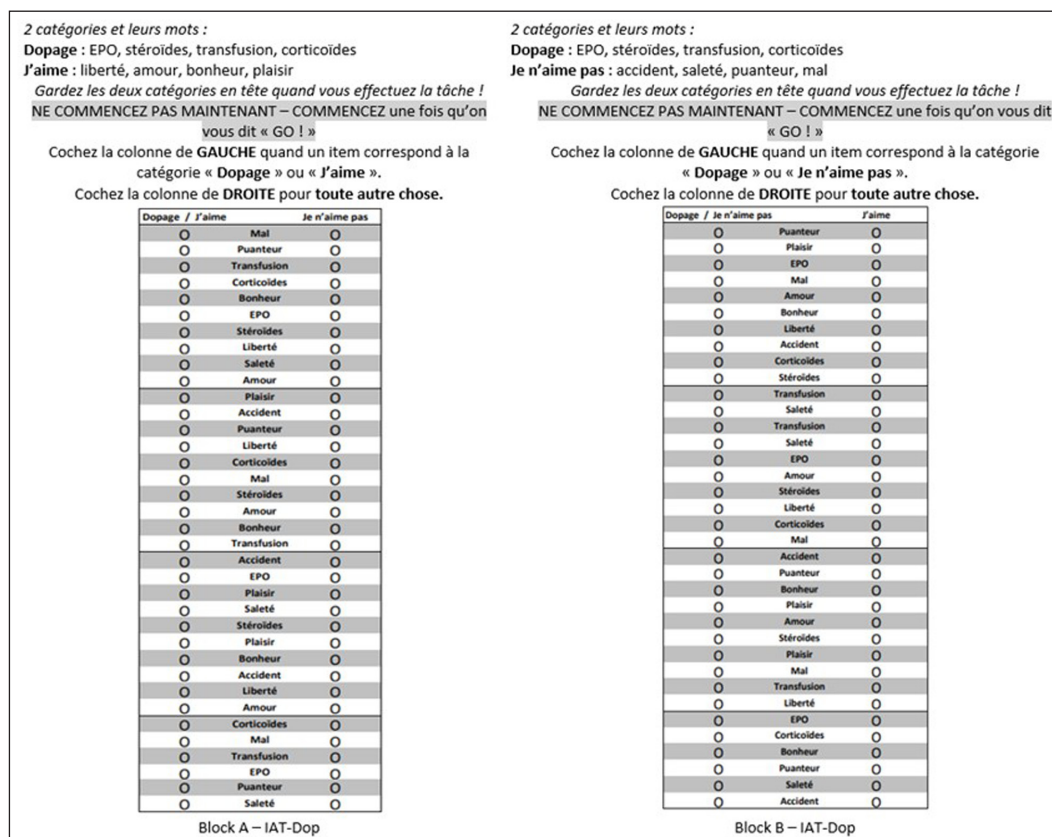 2 catégories et leurs mots :
Dopage : EPO, stéroïdes, transfusion, corticoïdes
J'aime : liberté, amour, bonheur, plaisir
Gardez les deux catégories en tête quand vous effectuez la tâche !
NE COMMENCEZ PAS MAINTENANT – COMMENCEZ une fois qu'on
vous dit « GO ! »
Cochez la colonne de GAUCHE quand un item correspond à la
catégorie « Dopage » ou « J'aime ».
Cochez la colonne de DROITE pour toute autre chose.
Dopage / J'aime Je n'aime pas
O Mal O
O Puanteur O
O Transfusion O
O Corticoïdes O
O Bonheur O
O EPO O
O Stéroïdes O
O Liberté O
O Saleté O
O Amour O
O Plaisir O
O Accident O
O Puanteur O
O Liberté O
O Corticoïdes O
O Mal O
O Stéroïdes O
O Amour O
O Bonheur O
O Transfusion O
O Accident O
O EPO O
O Plaisir O
O Saleté O
O Stéroïdes O
O Plaisir O
O Bonheur O
O Accident O
O Liberté O
O Amour O
O Corticoïdes O
O Mal O
O Transfusion O
O EPO O
O Puanteur O
O Saleté O
Block A – IAT-Dop
2 catégories et leurs mots :
Dopage : EPO, stéroïdes, transfusion, corticoïdes
Je n'aime pas : accident, saleté, puanteur, mal
Gardez les deux catégories en tête quand vous effectuez la tâche !
NE COMMENCEZ PAS MAINTENANT – COMMENCEZ une fois qu'on vous dit
« GO ! »
Cochez la colonne de GAUCHE quand un item correspond à la catégorie
« Dopage » ou « Je n'aime pas ».
Cochez la colonne de DROITE pour toute autre chose.
Dopage / Je n'aime pas J'aime
O Puanteur O
O Plaisir O
O EPO O
O Mal O
O Amour O
O Bonheur O
O Liberté O
O Accident O
O Corticoïdes O
O Stéroïdes O
O Transfusion O
O Saleté O
O Transfusion O
O Saleté O
O EPO O
O Amour O
O Stéroïdes O
O Liberté O
O Corticoïdes O
O Mal O
O Accident O
O Puanteur O
O Bonheur O
O Plaisir O
O Amour O
O Stéroïdes O
O Plaisir O
O Mal O
O Transfusion O
O Liberté O
O EPO O
O Corticoïdes O
O Bonheur O
O Puanteur O
O Saleté O
O Accident O
Block B – IAT-Dop